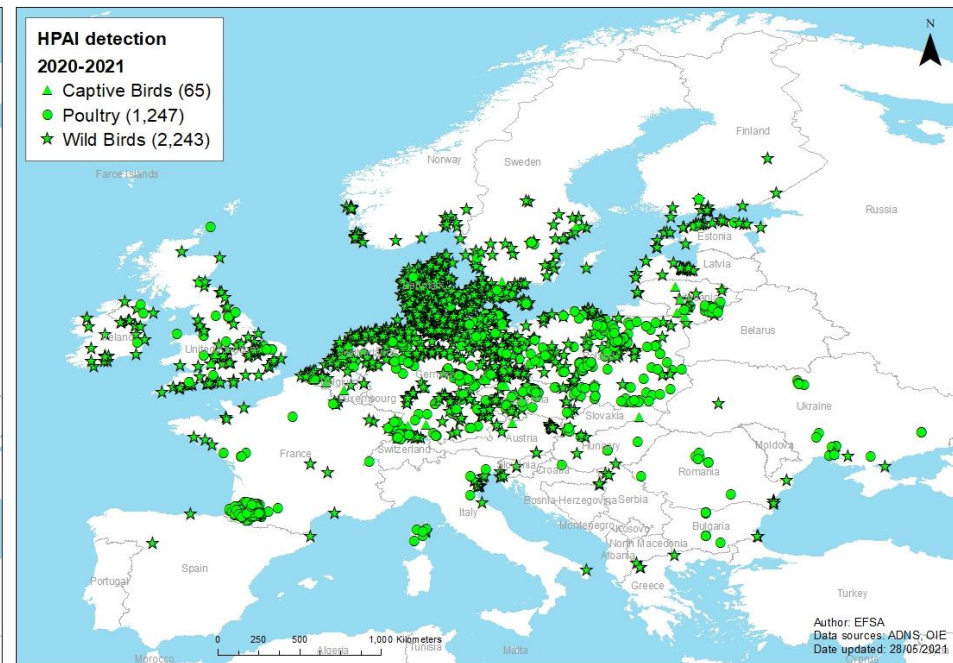 HPAI detection
2020-2021
Captive Birds (65)
Poultry (1,247)
Wild Birds (2,243)
N
Faroe Islands
Norway
Sweden
Finland
Russia
Estonia
Latvia
Belarus
Ukraine
Moldova
Slovakia
Austria
Switzerland
France
Hungary
Romania
Croatia
Bosnia-Herzegovina
Serbia
Montenegro
Kosovo*
Bulgaria
North Macedonia
Albania
Greece
Italy
Spain
Portugal
Turkey
Malta
Algeria
Tunisia
Morocco
0 250 500 1,000 Kilometers
Author: EFSA
Data sources: ADNS, OIE
Date updated: 28/05/2021